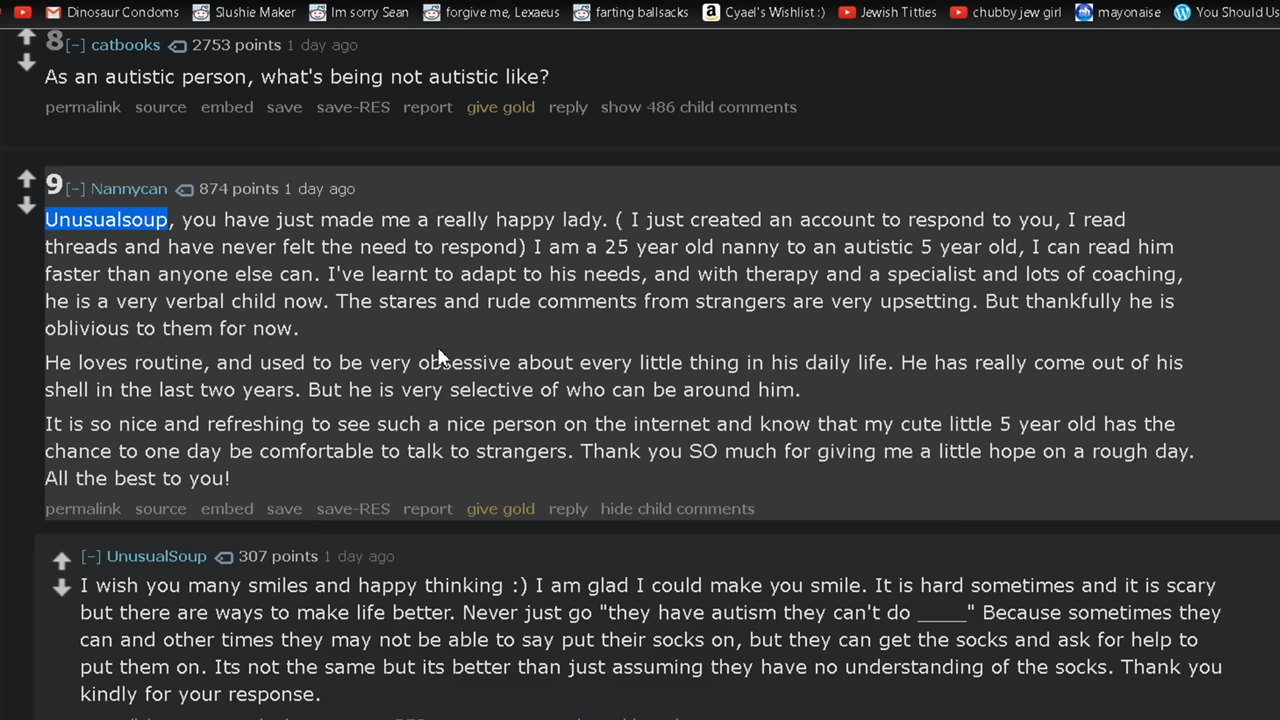 Dinosaur Condoms Slushie Maker Im sorry Sean forgive me, Lexaeus farting ballsacks Cyael's Wishlist :) Jewish Titties chubby jew girl mayonaise You Should Us
8 [-] catbooks 2753 points 1 day ago
As an autistic person, what's being not autistic like?
permalink source embed save save-RES report give gold reply show 486 child comments
9 [-] Nannycan 874 points 1 day ago
Unusualsoup, you have just made me a really happy lady. ( I just created an account to respond to you, I read
threads and have never felt the need to respond) I am a 25 year old nanny to an autistic 5 year old, I can read him
faster than anyone else can. I've learnt to adapt to his needs, and with therapy and a specialist and lots of coaching,
he is a very verbal child now. The stares and rude comments from strangers are very upsetting. But thankfully he is
oblivious to them for now.
He loves routine, and used to be very obsessive about every little thing in his daily life. He has really come out of his
shell in the last two years. But he is very selective of who can be around him.
It is so nice and refreshing to see such a nice person on the internet and know that my cute little 5 year old has the
chance to one day be comfortable to talk to strangers. Thank you SO much for giving me a little hope on a rough day.
All the best to you!
permalink source embed save save-RES report give gold reply hide child comments
[-] UnusualSoup 307 points 1 day ago
I wish you many smiles and happy thinking :) I am glad I could make you smile. It is hard sometimes and it is scary
but there are ways to make life better. Never just go "they have autism they can't do _____" Because sometimes they
can and other times they may not be able to say put their socks on, but they can get the socks and ask for help to
put them on. Its not the same but its better than just assuming they have no understanding of the socks. Thank you
kindly for your response.